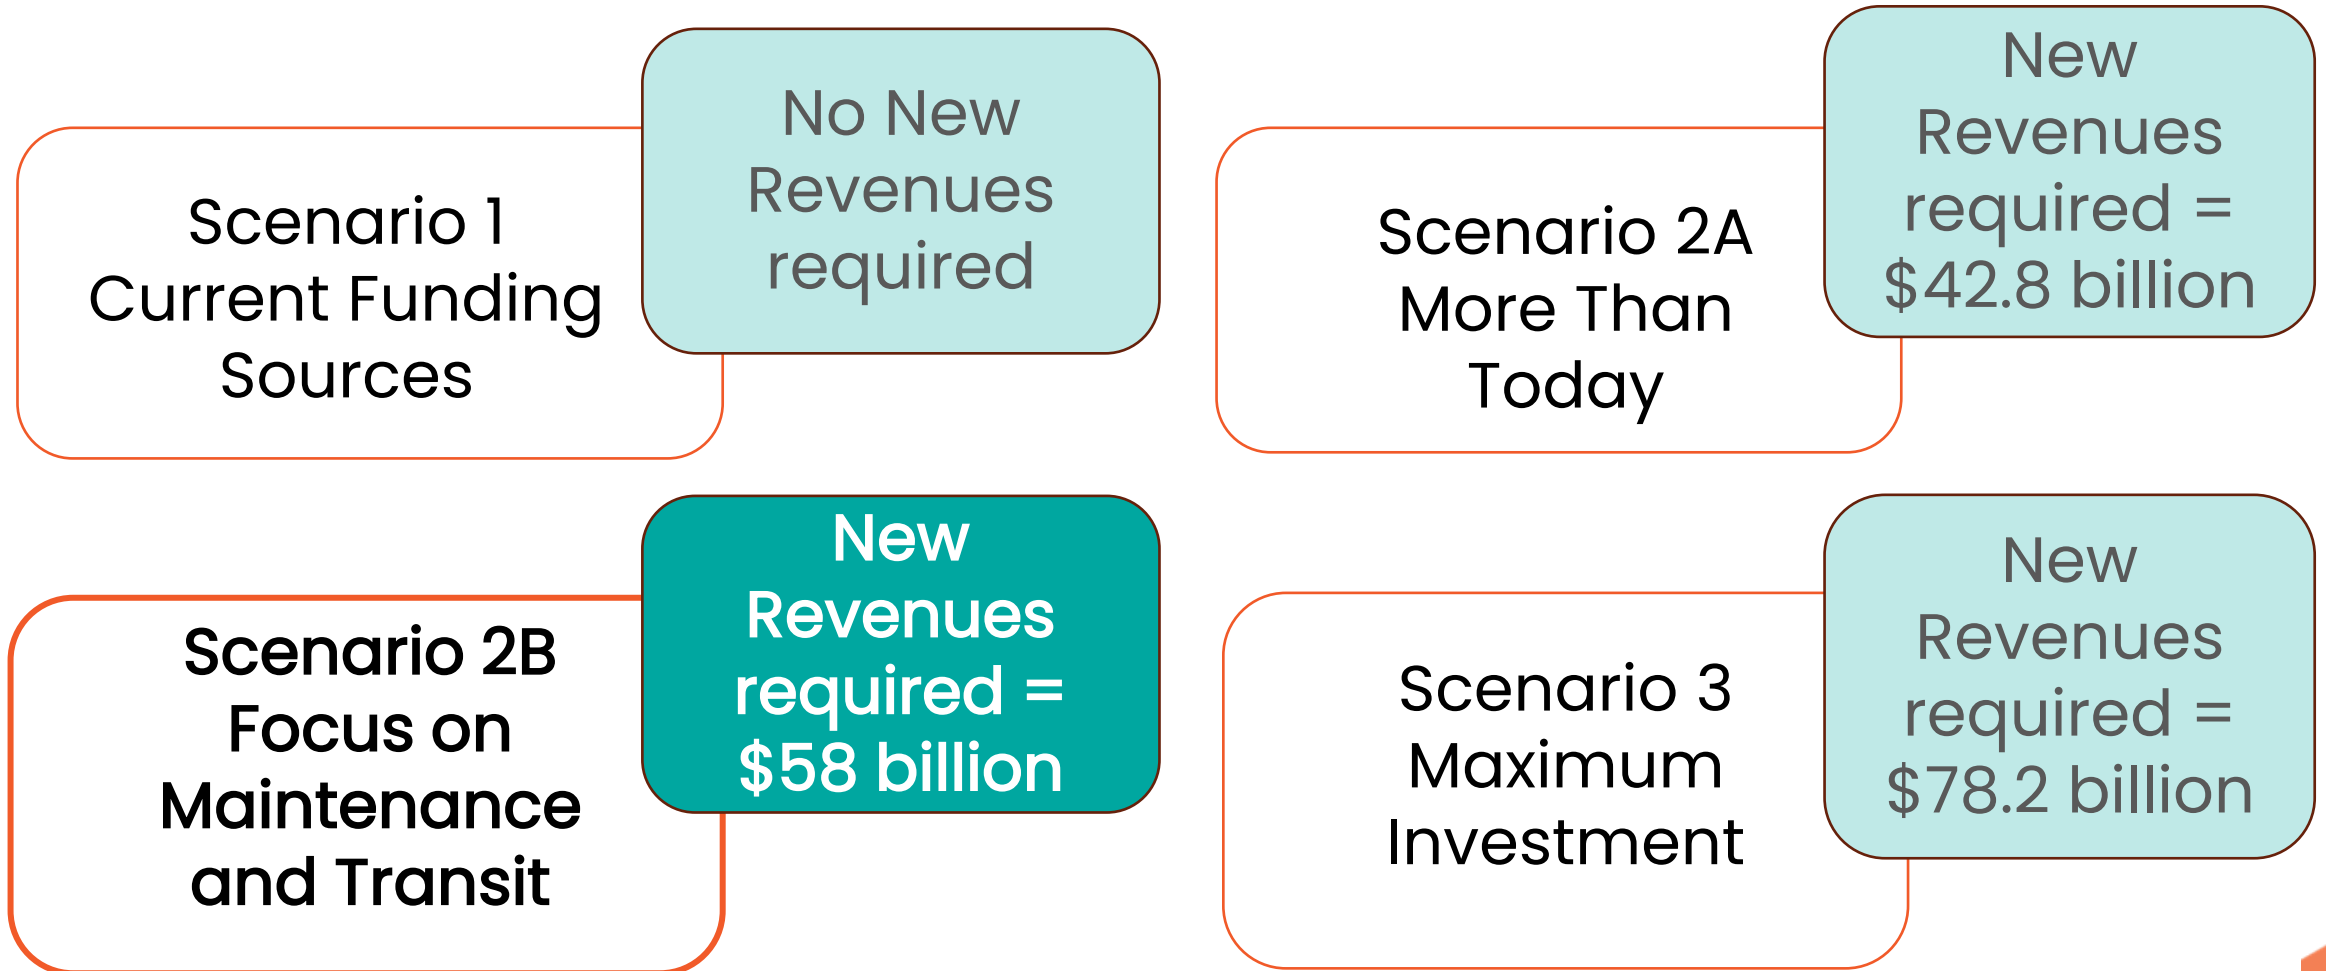 Scenario 1
Current Funding
Sources
No New
Revenues
required
Scenario 2A
More Than
Today
New
Revenues
required =
$42.8 billion
Scenario 2B
Focus on
Maintenance
and Transit
New
Revenues
required =
$58 billion
Scenario 3
Maximum
Investment
New
Revenues
required =
$78.2 billion